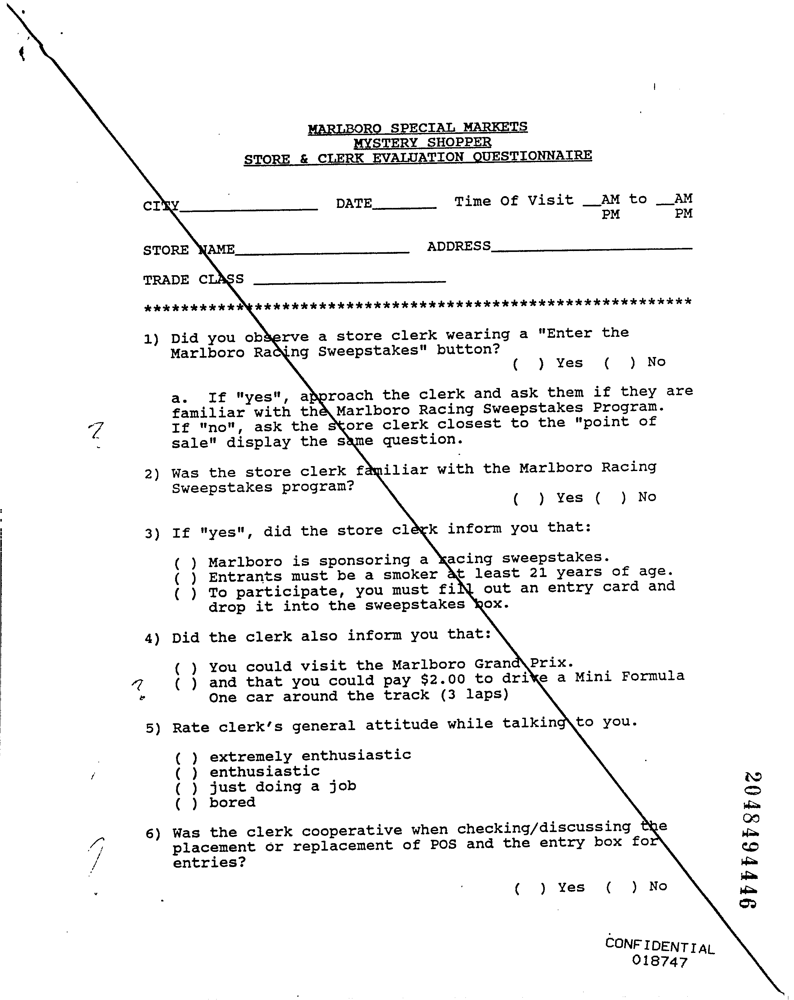 MARLBORO SPECIAL MARKETS
MYSTERY SHOPPER
STORE & CLERK EVALUATION QUESTIONNAIRE
CITY_______________ DATE_______ Time Of Visit __AM to __AM
PM PM
STORE NAME___________________ ADDRESS______________________
TRADE CLASS _____________________
************************************************************
1) Did you observe a store clerk wearing a "Enter the
Marlboro Racing Sweepstakes" button?
( ) Yes ( ) No
a. If "yes", approach the clerk and ask them if they are
familiar with the Marlboro Racing Sweepstakes Program.
If "no", ask the store clerk closest to the "point of
? sale" display the same question.
2) Was the store clerk familiar with the Marlboro Racing
Sweepstakes program?
( ) Yes ( ) No
3) If "yes", did the store clerk inform you that:
( ) Marlboro is sponsoring a racing sweepstakes.
( ) Entrants must be a smoker at least 21 years of age.
( ) To participate, you must fill out an entry card and
drop it into the sweepstakes box.
4) Did the clerk also inform you that:
( ) You could visit the Marlboro Grand Prix.
? ( ) and that you could pay $2.00 to drive a Mini Formula
One car around the track (3 laps)
5) Rate clerk's general attitude while talking to you.
( ) extremely enthusiastic
( ) enthusiastic
( ) just doing a job
( ) bored
6) Was the clerk cooperative when checking/discussing the
? placement or replacement of POS and the entry box for
entries?
( ) Yes ( ) No
2048494446
CONFIDENTIAL
018747